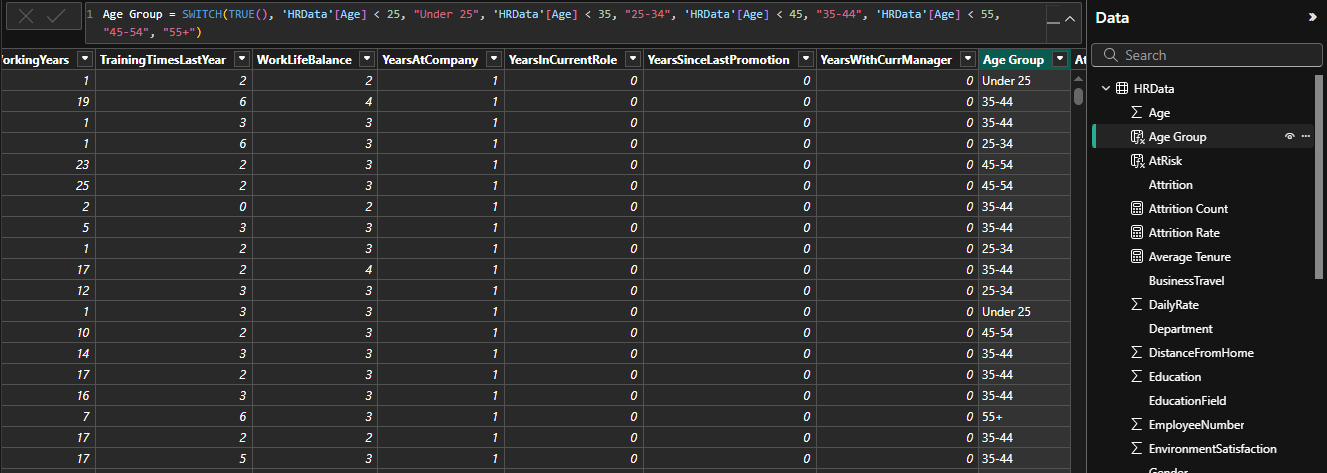 1 Age Group = SWITCH(TRUE(), 'HRData'[Age] < 25, "Under 25", 'HRData'[Age] < 35, "25-34", 'HRData'[Age] < 45, "35-44", 'HRData'[Age] < 55,
"45-54", "55+")
orkingYears TrainingTimesLastYear WorkLifeBalance YearsAtCompany YearsInCurrentRole YearsSinceLastPromotion YearsWithCurrManager Age Group At
1 2 2 1 0 0 0 Under 25
19 6 4 1 0 0 0 35-44
1 3 3 1 0 0 0 35-44
1 6 3 1 0 0 0 25-34
23 2 3 1 0 0 0 45-54
25 2 3 1 0 0 0 45-54
2 0 2 1 0 0 0 35-44
5 3 3 1 0 0 0 35-44
1 2 3 1 0 0 0 25-34
17 2 4 1 0 0 0 35-44
12 3 3 1 0 0 0 25-34
1 3 3 1 0 0 0 Under 25
10 2 3 1 0 0 0 45-54
14 3 3 1 0 0 0 35-44
17 2 3 1 0 0 0 35-44
16 3 3 1 0 0 0 35-44
7 6 3 1 0 0 0 55+
17 2 2 1 0 0 0 35-44
17 5 3 1 0 0 0 35-44
Data
Search
HRData
Age
Age Group
AtRisk
Attrition
Attrition Count
Attrition Rate
Average Tenure
BusinessTravel
DailyRate
Department
DistanceFromHome
Education
EducationField
EmployeeNumber
EnvironmentSatisfaction
Gender